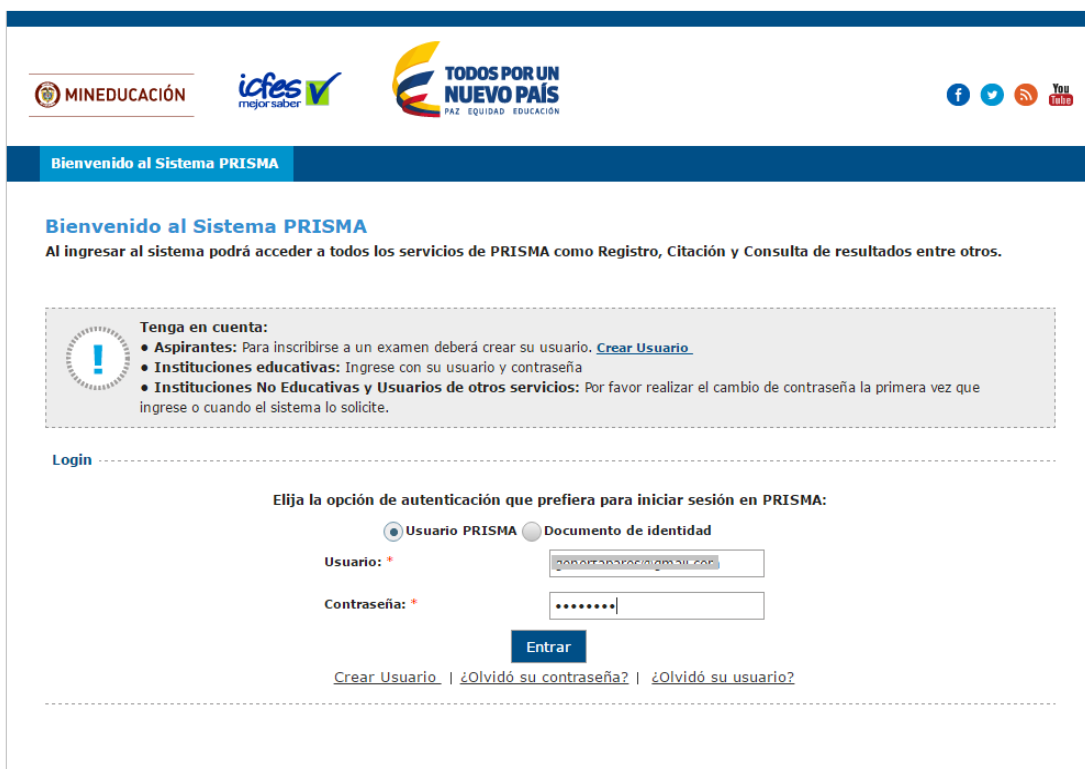 MINEDUCACIÓN
icfes
mejor saber
TODOS POR UN
NUEVO PAÍS
PAZ EQUIDAD EDUCACIÓN
You
Tube
Bienvenido al Sistema PRISMA
Bienvenido al Sistema PRISMA
Al ingresar al sistema podrá acceder a todos los servicios de PRISMA como Registro, Citación y Consulta de resultados entre otros.
Tenga en cuenta:
● Aspirantes: Para inscribirse a un examen deberá crear su usuario. Crear Usuario
● Instituciones educativas: Ingrese con su usuario y contraseña
● Instituciones No Educativas y Usuarios de otros servicios: Por favor realizar el cambio de contraseña la primera vez que
ingrese o cuando el sistema lo solicite.
Login
Elija la opción de autenticación que prefiera para iniciar sesión en PRISMA:
Usuario PRISMA Documento de identidad
Usuario: *
Contraseña: * ••••••••
Entrar
Crear Usuario | ¿Olvidó su contraseña? | ¿Olvidó su usuario?